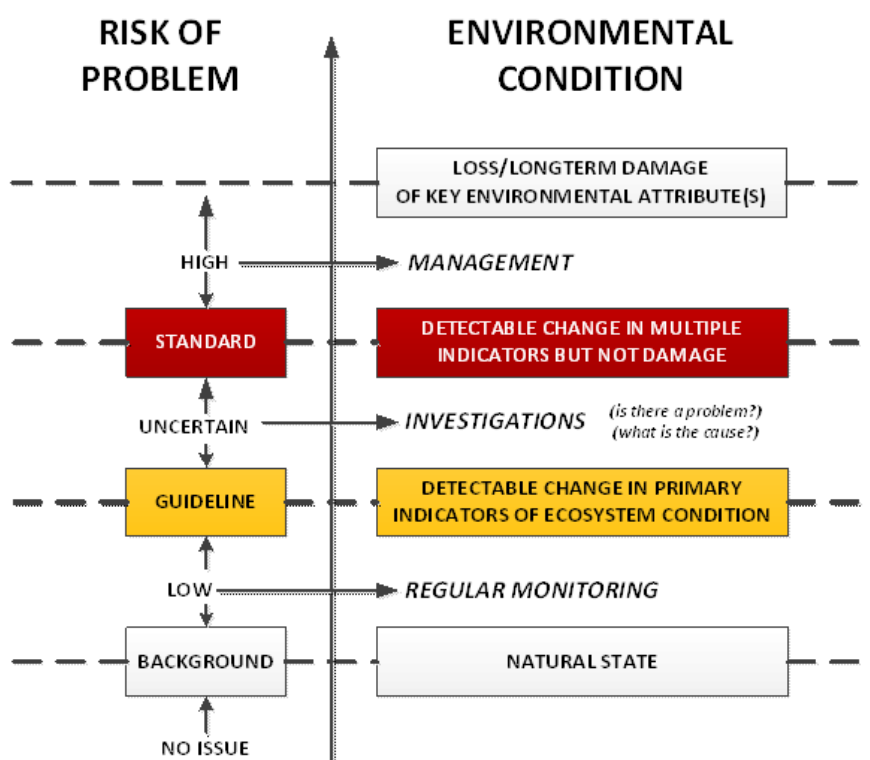 RISK OF
PROBLEM
ENVIRONMENTAL
CONDITION
LOSS/LONGTERM DAMAGE
OF KEY ENVIRONMENTAL ATTRIBUTE(S)
HIGH
MANAGEMENT
STANDARD
DETECTABLE CHANGE IN MULTIPLE
INDICATORS BUT NOT DAMAGE
UNCERTAIN
INVESTIGATIONS
(is there a problem?)
(what is the cause?)
GUIDELINE
DETECTABLE CHANGE IN PRIMARY
INDICATORS OF ECOSYSTEM CONDITION
LOW
REGULAR MONITORING
BACKGROUND
NATURAL STATE
NO ISSUE